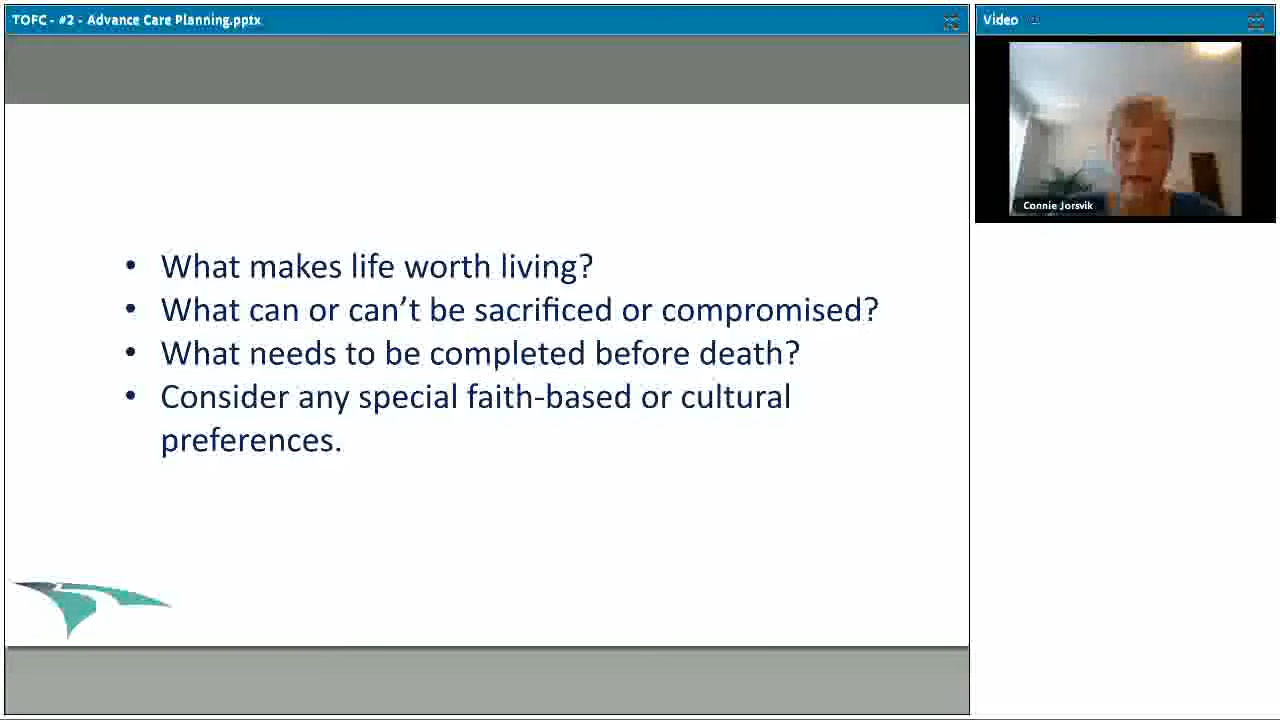 TOFC - #2 - Advance Care Planning.pptx
Video
Connie Jorsvik
• What makes life worth living?
• What can or can’t be sacrificed or compromised?
• What needs to be completed before death?
• Consider any special faith-based or cultural
preferences.